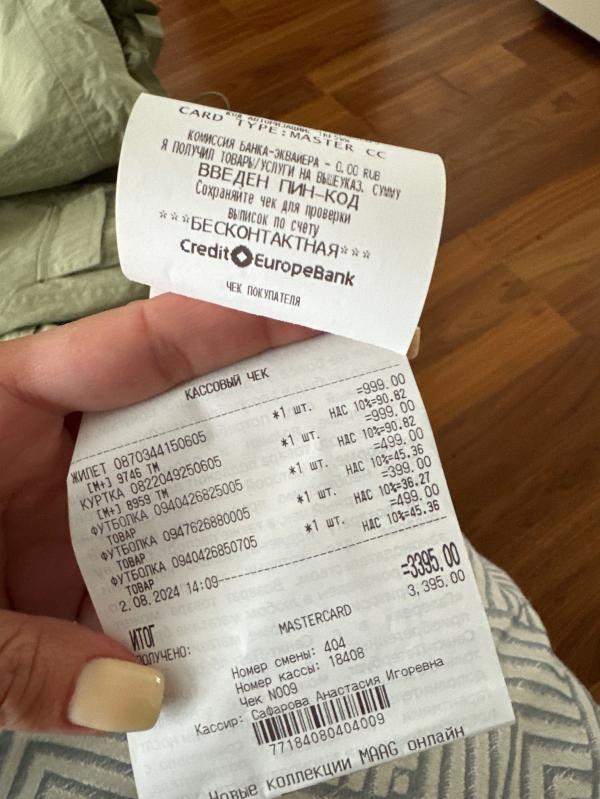 КОД АВТОРИЗАЦИИ
CARD TYPE:MASTER CC
КОМИССИЯ БАНКА-ЭКВАЙЕРА - 0.00 RUB
Я ПОЛУЧИЛ ТОВАРЫ/УСЛУГИ НА ВЫШЕУКАЗ. СУММУ
ВВЕДЕН ПИН-КОД
Сохраняйте чек для проверки
выписок по счету
***БЕСКОНТАКТНАЯ***
Credit EuropeBank
ЧЕК ПОКУПАТЕЛЯ
КАССОВЫЙ ЧЕК
ЖИЛЕТ 0870344150605 *1 шт. =999.00
[M+] 9746 ТМ НДС 10%=90.82
КУРТКА 0822049250605 *1 шт. =999.00
[M+] 8959 ТМ НДС 10%=90.82
ФУТБОЛКА 0940426825005 *1 шт. =499.00
ТОВАР НДС 10%=45.36
ФУТБОЛКА 0947626880005 *1 шт. =399.00
ТОВАР НДС 10%=36.27
ФУТБОЛКА 0940426850705 *1 шт. =499.00
ТОВАР НДС 10%=45.36
2.08.2024 14:09
ИТОГ =3395.00
ПОЛУЧЕНО: 3,395.00
MASTERCARD
Номер смены: 404
Номер кассы: 18408
Чек N009
Кассир: Сафарова Анастасия Игоревна
77184080404009
Новые коллекции MAAG онлайн